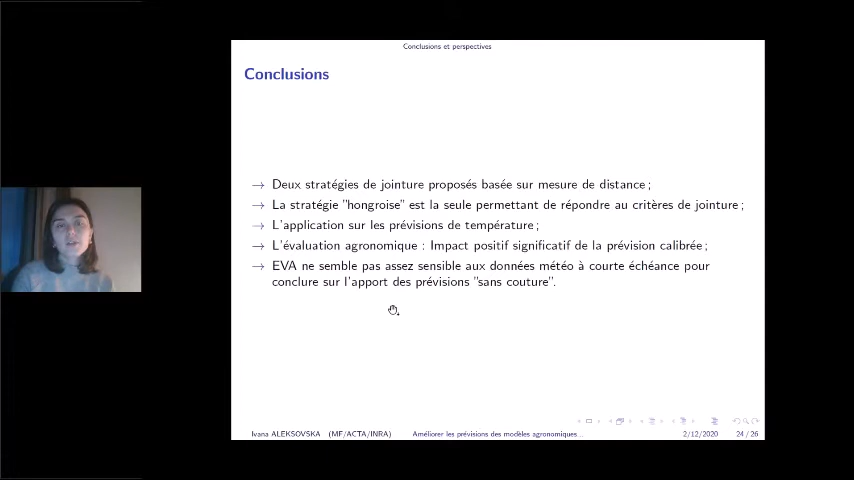 Conclusions et perspectives
Conclusions
→ Deux stratégies de jointure proposés basée sur mesure de distance ;
→ La stratégie "hongroise" est la seule permettant de répondre au critères de jointure ;
→ L'application sur les prévisions de température ;
→ L'évaluation agronomique : Impact positif significatif de la prévision calibrée ;
→ EVA ne semble pas assez sensible aux données météo à courte échéance pour
conclure sur l'apport des prévisions "sans couture".
Ivana ALEKSOVSKA (MF/ACTA/INRA) Améliorer les prévisions des modèles agronomiques... 2/12/2020 24 / 26